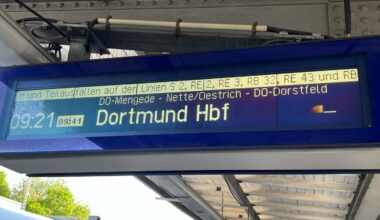 en und Teilausfällen auf den Linien S 2, RE 2, RE 3, RB 32, RE 43 und RB
DO-Mengede - Nette/Oestrich - DO-Dorstfeld
09:21 09:41 Dortmund Hbf